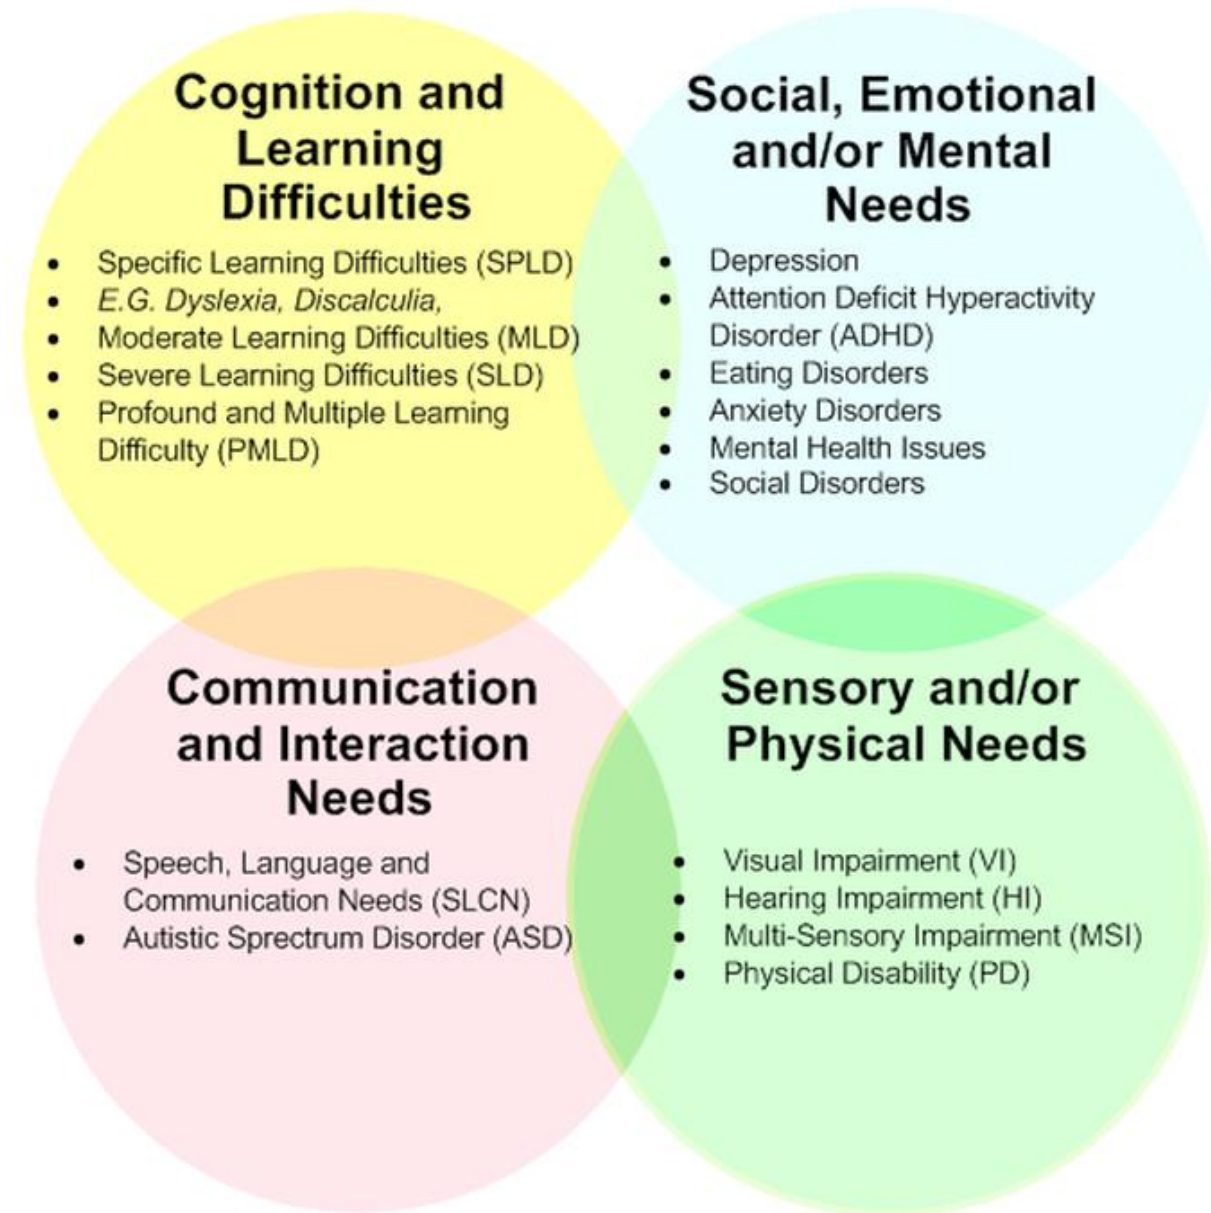 Cognition and
Learning
Difficulties
• Specific Learning Difficulties (SPLD)
• E.G. Dyslexia, Discalculia,
• Moderate Learning Difficulties (MLD)
• Severe Learning Difficulties (SLD)
• Profound and Multiple Learning
Difficulty (PMLD)
Social, Emotional
and/or Mental
Needs
• Depression
• Attention Deficit Hyperactivity
Disorder (ADHD)
• Eating Disorders
• Anxiety Disorders
• Mental Health Issues
• Social Disorders
Communication
and Interaction
Needs
• Speech, Language and
Communication Needs (SLCN)
• Autistic Sprectrum Disorder (ASD)
Sensory and/or
Physical Needs
• Visual Impairment (VI)
• Hearing Impairment (HI)
• Multi-Sensory Impairment (MSI)
• Physical Disability (PD)